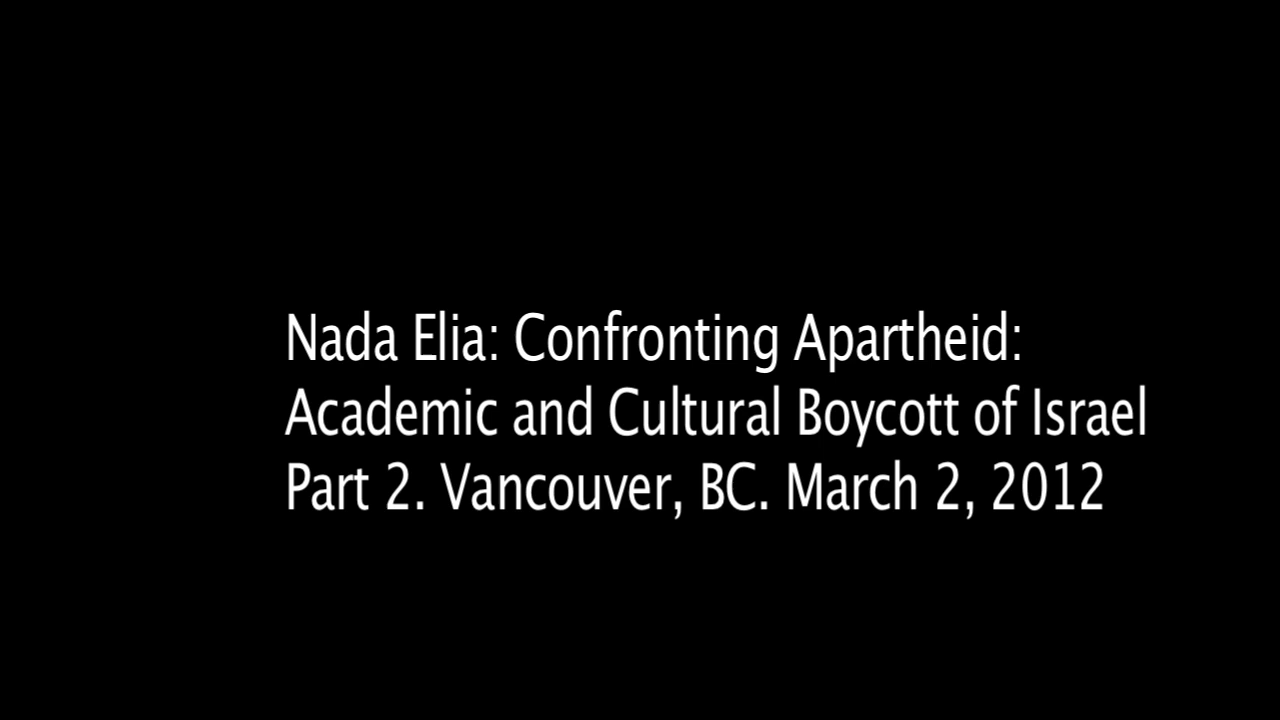 Nada Elia: Confronting Apartheid:
Academic and Cultural Boycott of Israel
Part 2. Vancouver, BC. March 2, 2012